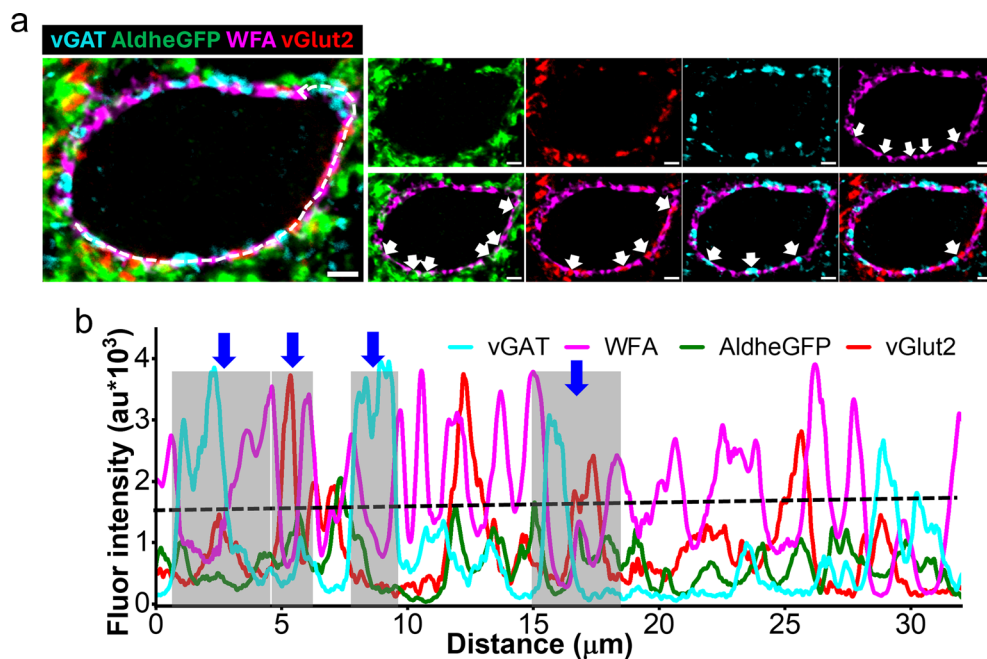 a
vGAT AldheGFP WFA vGlut2
b
vGAT WFA AldheGFP vGlut2
Fluor intensity (au*10³)
4
3
2
1
0
0 5 10 15 20 25 30
Distance (μm)